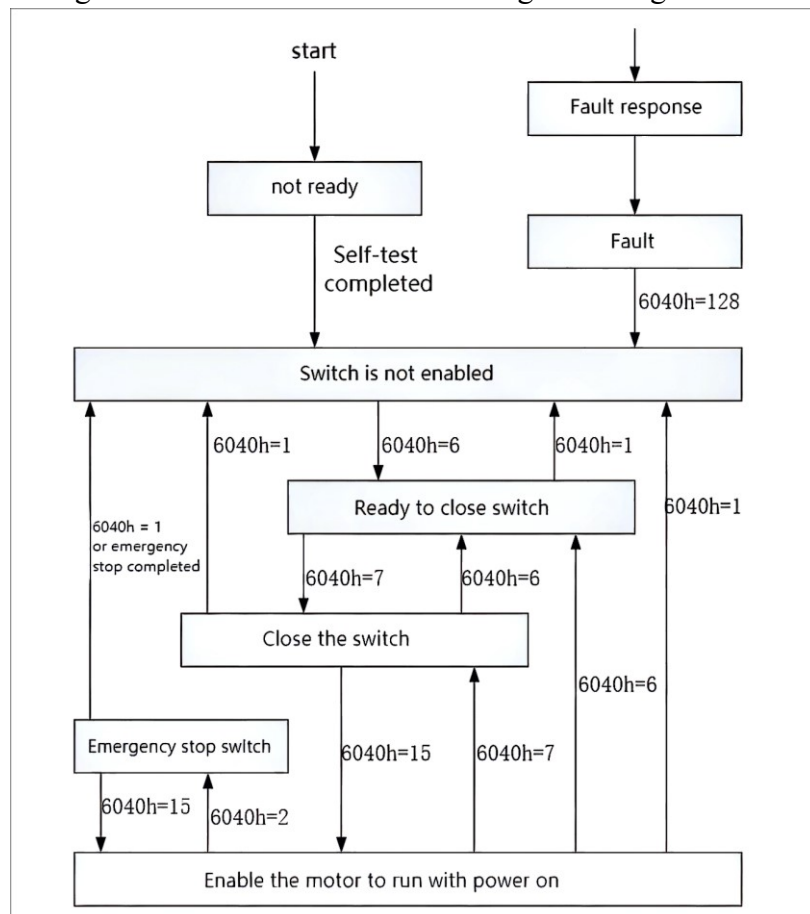 start
Fault response
not ready
Fault
Self-test
completed
6040h=128
Switch is not enabled
6040h=1
6040h=6
6040h=1
Ready to close switch
6040h=1
6040h = 1
or emergency
stop completed
6040h=7
6040h=6
Close the switch
6040h=6
Emergency stop switch
6040h=15
6040h=7
6040h=15
6040h=2
Enable the motor to run with power on